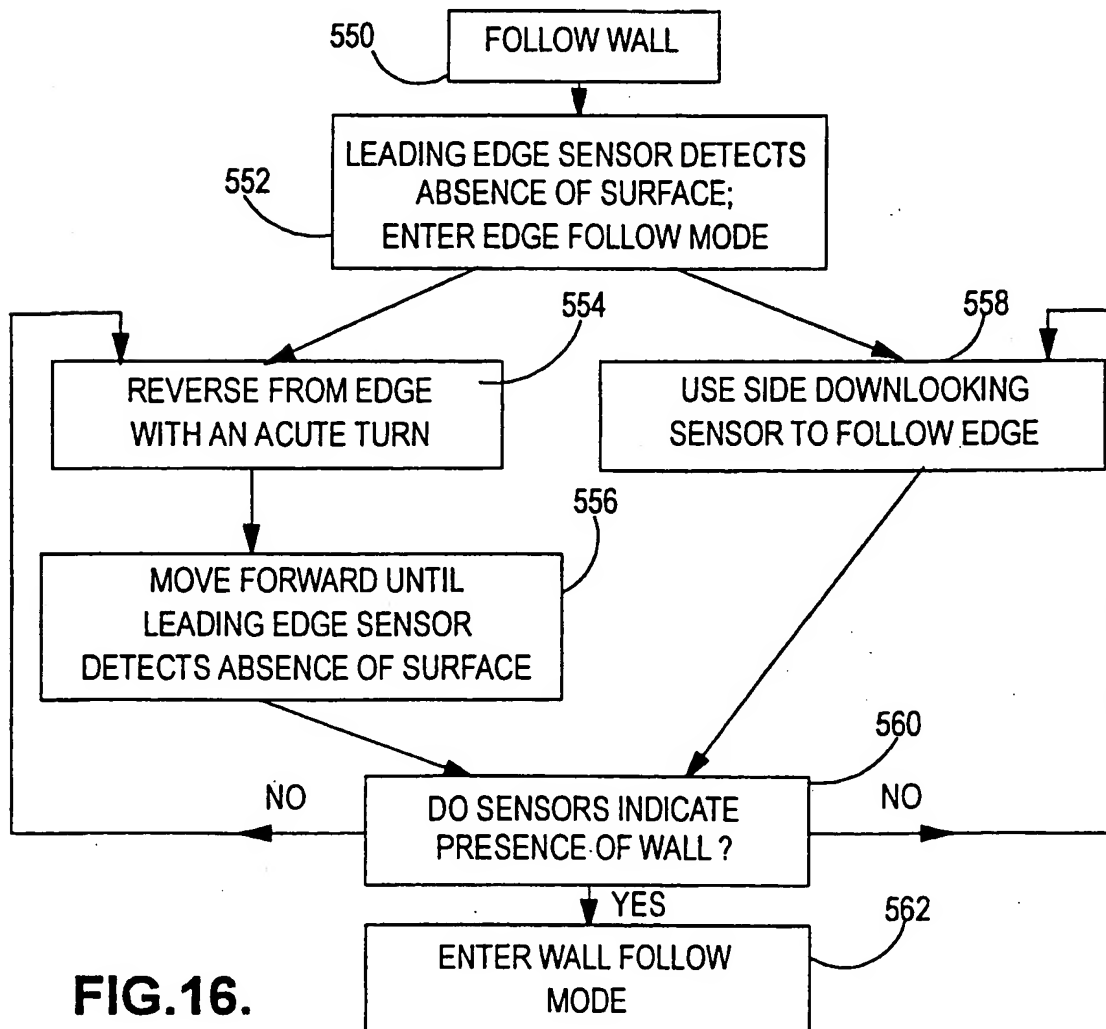 550
FOLLOW WALL
552
LEADING EDGE SENSOR DETECTS
ABSENCE OF SURFACE;
ENTER EDGE FOLLOW MODE
554
REVERSE FROM EDGE
WITH AN ACUTE TURN
558
USE SIDE DOWNLOOKING
SENSOR TO FOLLOW EDGE
556
MOVE FORWARD UNTIL
LEADING EDGE SENSOR
DETECTS ABSENCE OF SURFACE
560
NO
DO SENSORS INDICATE
PRESENCE OF WALL ?
NO
YES
562
ENTER WALL FOLLOW
MODE
FIG.16.